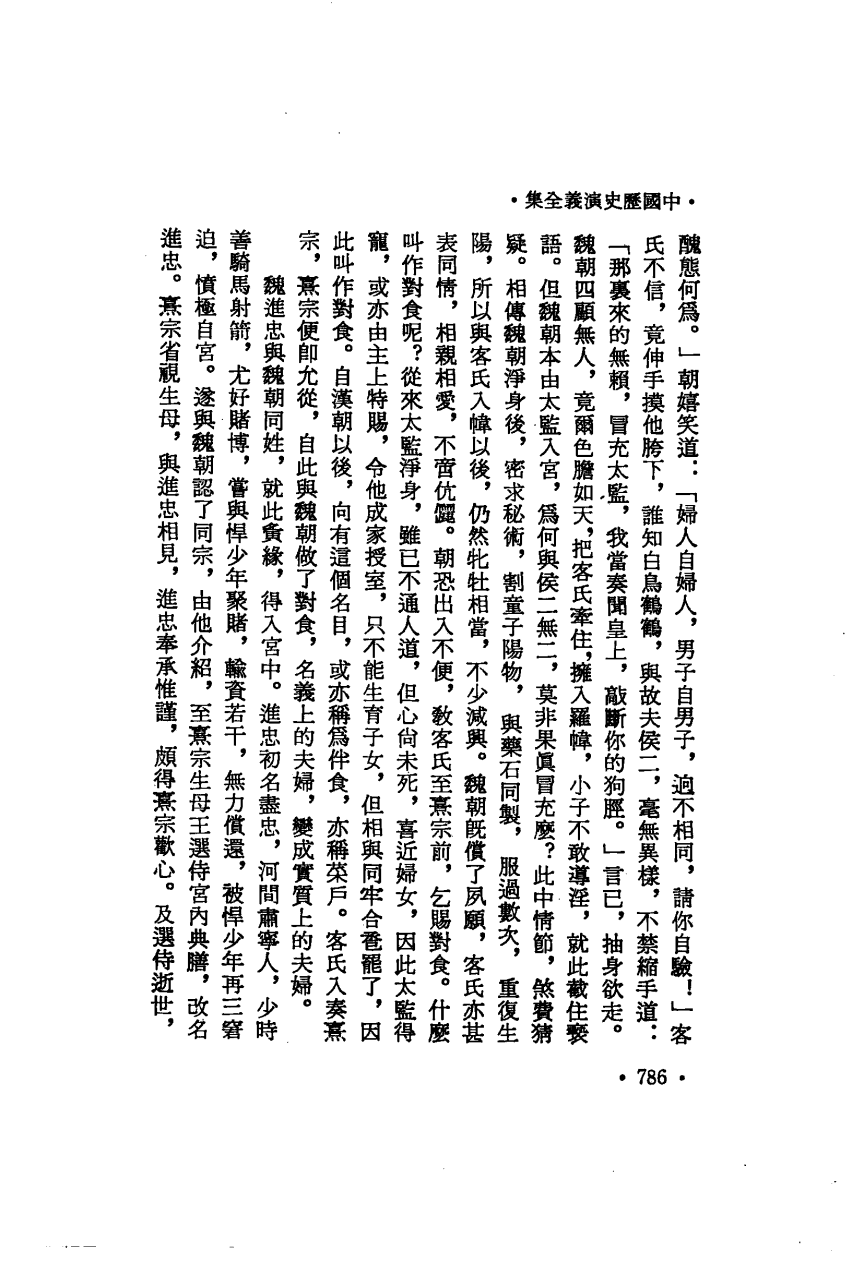 •中國歷史演義全集•
醜態何爲。」朝嬉笑道：「婦人自婦人，男子自男子，逈不相同，請你自驗！」客
氏不信，竟伸手摸他胯下，誰知白鳥鶴鶴，與故夫侯二，毫無異樣，不禁縮手道：
「那裏來的無賴，冒充太監，我當奏聞皇上，敲斷你的狗脛。」言已，抽身欲走。
魏朝四顧無人，竟爾色膽如天，把客氏牽住，擁入羅幃，小子不敢導淫，就此截住褻
語。但魏朝本由太監入宮，爲何與侯二無二，莫非果眞冒充麼？此中情節，煞費猜
疑。相傳魏朝淨身後，密求秘術，割童子陽物，與藥石同製，服過數次，重復生
陽，所以與客氏入幃以後，仍然牝牡相當，不少減興。魏朝旣償了夙願，客氏亦甚
表同情，相親相愛，不啻伉儷。朝恐出入不便，敎客氏至熹宗前，乞賜對食。什麼
叫作對食呢？從來太監淨身，雖已不通人道，但心尙未死，喜近婦女，因此太監得
寵，或亦由主上特賜，令他成家授室，只不能生育子女，但相與同牢合卺罷了，因
此叫作對食。自漢朝以後，向有這個名目，或亦稱爲伴食，亦稱菜戶。客氏入奏熹
宗，熹宗便卽允從，自此與魏朝做了對食，名義上的夫婦，變成實質上的夫婦。
魏進忠與魏朝同姓，就此夤緣，得入宮中。進忠初名盡忠，河間肅寧人，少時
善騎馬射箭，尤好賭博，嘗與悍少年聚賭，輸資若干，無力償還，被悍少年再三窘
迫，憤極自宮。遂與魏朝認了同宗，由他介紹，至熹宗生母王選侍宮內典膳，改名
進忠。熹宗省視生母，與進忠相見，進忠奉承惟謹，頗得熹宗歡心。及選侍逝世，
•786•